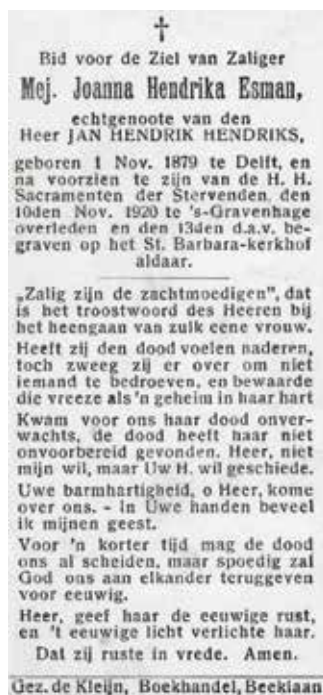 Bid voor de Ziel van Zaliger
Mej. Joanna Hendrika Esman,
echtgenoote van den
Heer JAN HENDRIK HENDRIKS,
geboren 1 Nov. 1879 te Delft, en
na voorzien te zijn van de H. H.
Sacramenten der Stervenden, den
10den Nov. 1920 te 's-Gravenhage
overleden en den 13den d.a.v. be-
graven op het St. Barbara-kerkhof
aldaar.
„Zalig zijn de zachtmoedigen", dat
is het troostwoord des Heeren bij
het heengaan van zulk eene vrouw.
Heeft zij den dood voelen naderen,
toch zweeg zij er over om niet
iemand te bedroeven, en bewaarde
die vreeze als 'n geheim in haar hart
Kwam voor ons haar dood onver-
wachts, de dood heeft haar niet
onvoorbereid gevonden. Heer, niet
mijn wil, maar Uw H. wil geschiede.
Uwe barmhartigheid, o Heer, kome
over ons. - In Uwe handen beveel
ik mijnen geest.
Voor 'n korter tijd mag de dood
ons al scheiden, maar spoedig zal
God ons aan elkander teruggeven
voor eeuwig.
Heer, geef haar de eeuwige rust,
en 't eeuwige licht verlichte haar.
Dat zij ruste in vrede. Amen.
Gez. de Kleijn, Boekhandel, Beeklaan